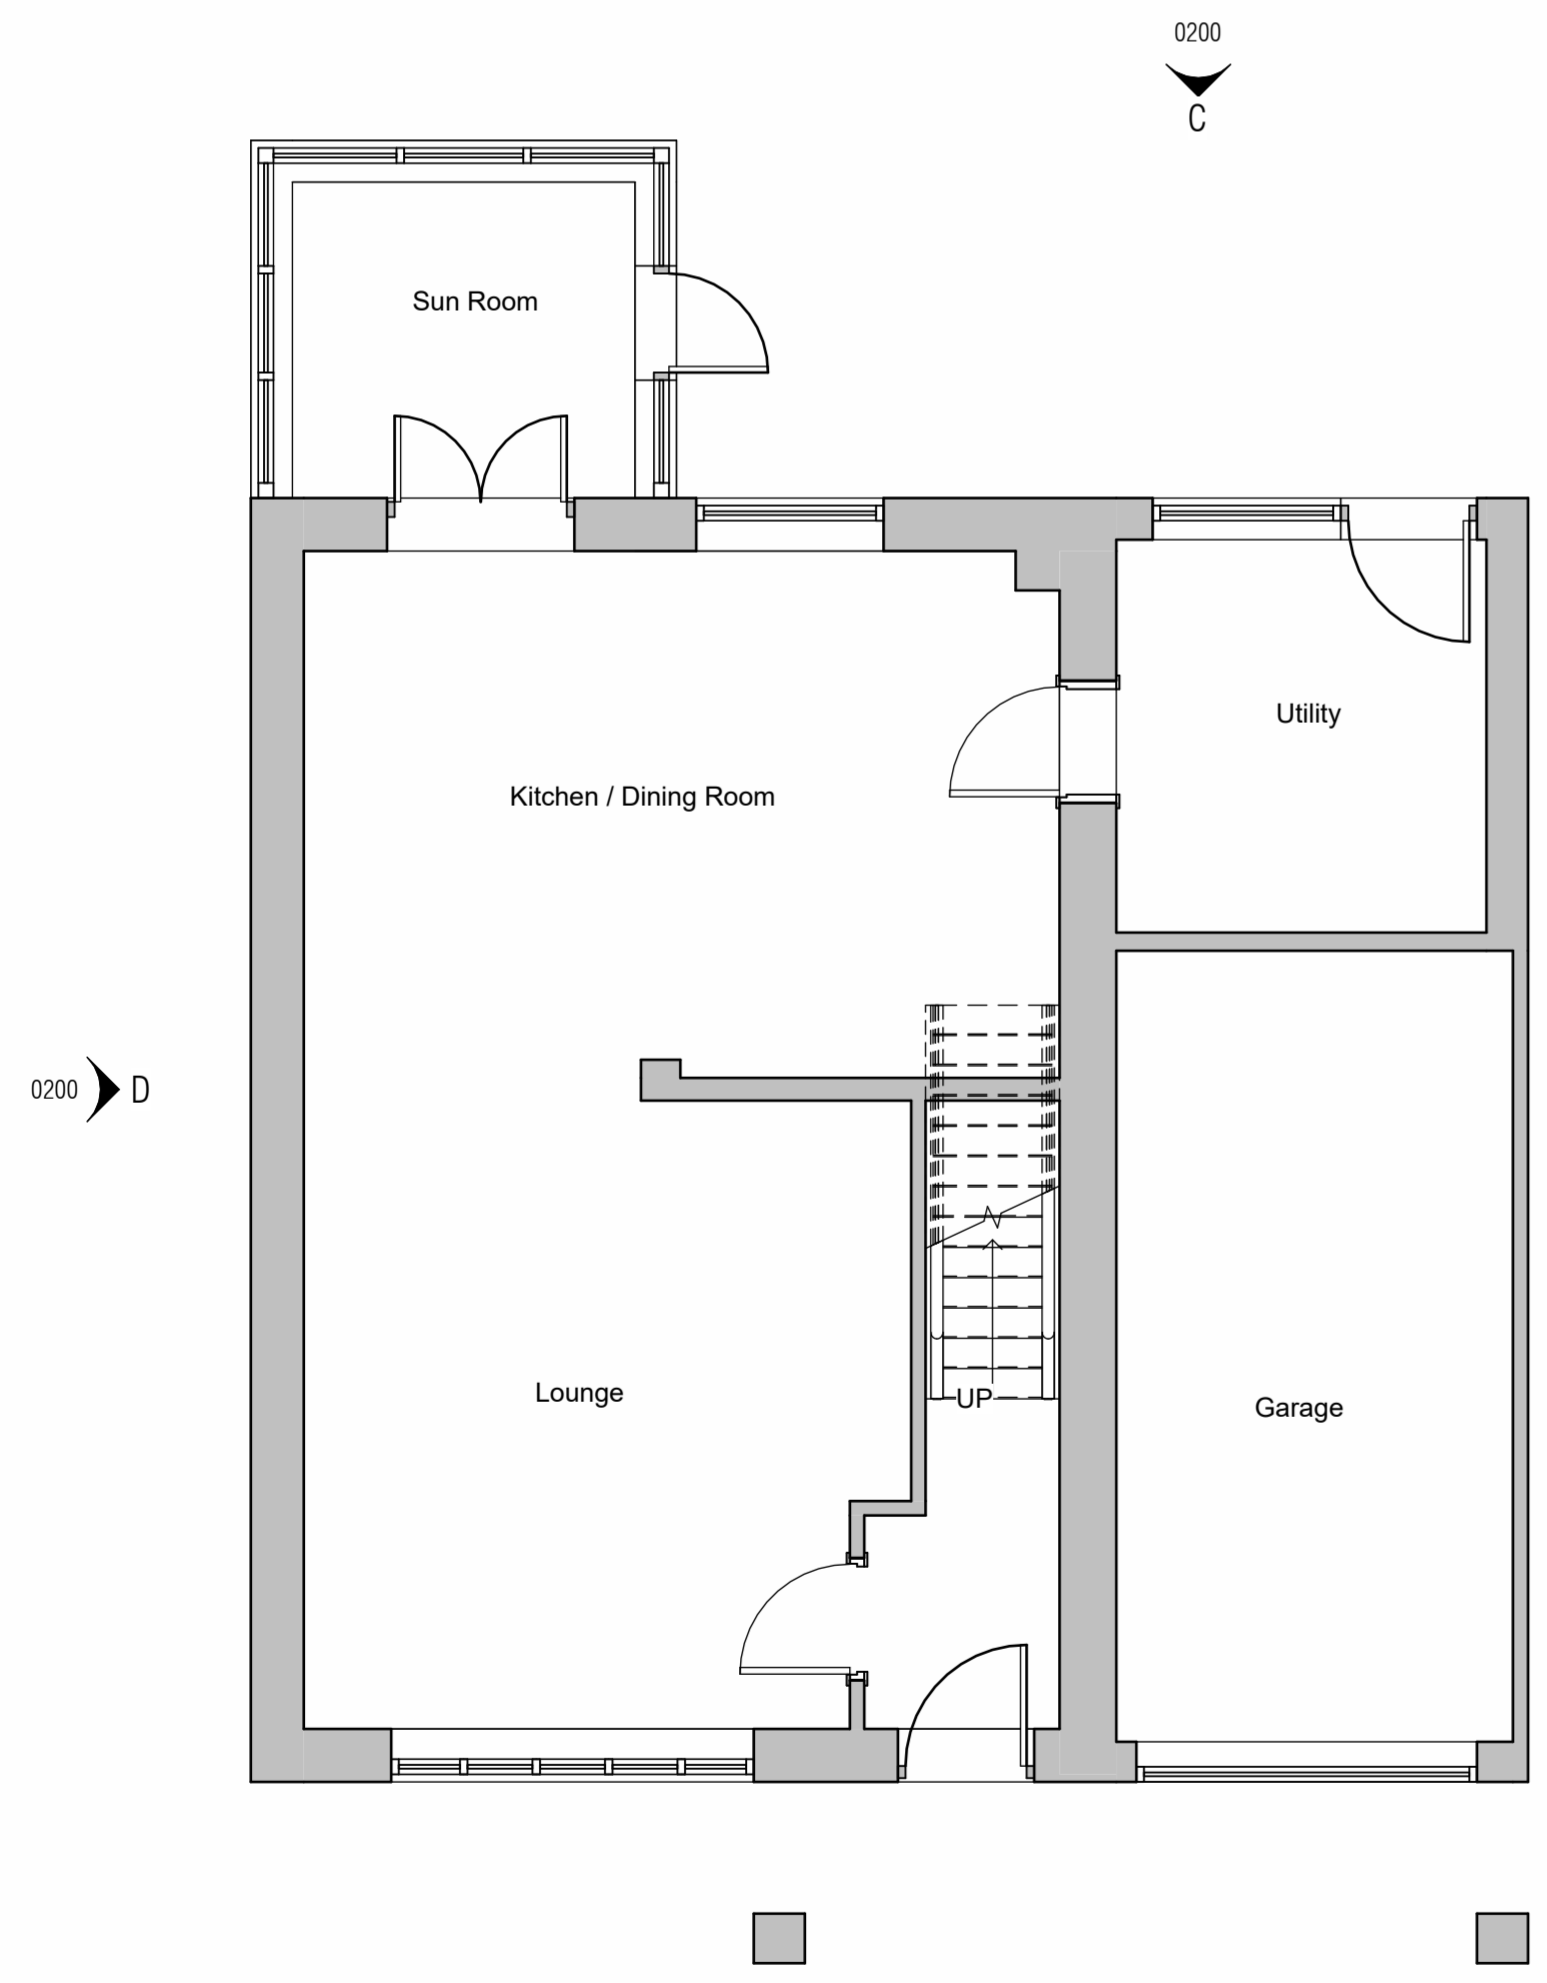 0200
C
Sun Room
Utility
Kitchen / Dining Room
0200
D
Lounge
UP
Garage